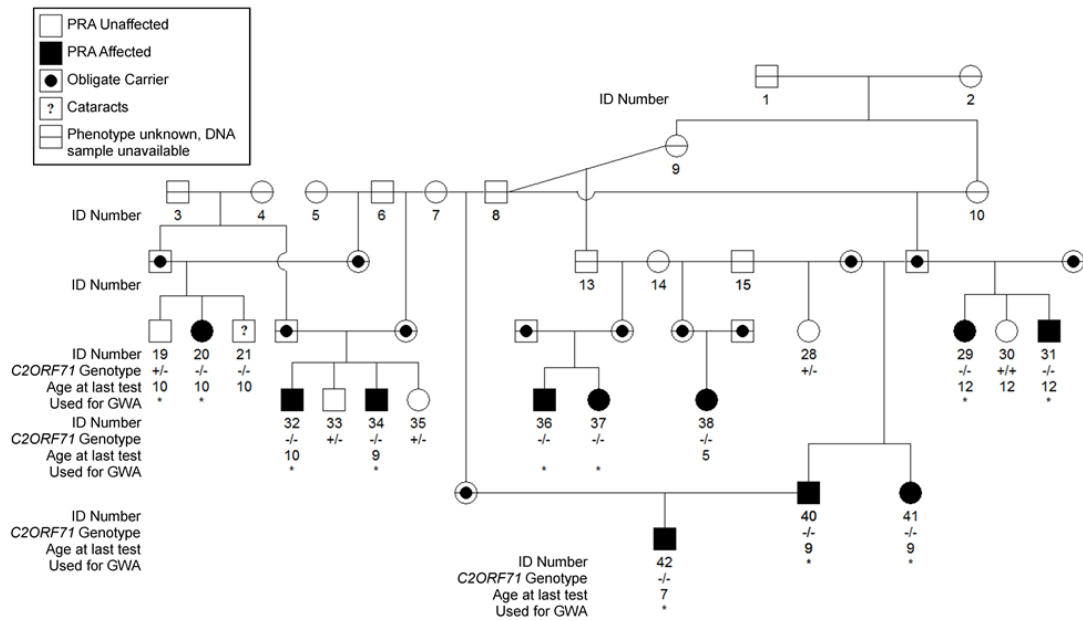 PRA Unaffected
PRA Affected
Obligate Carrier
? Cataracts
Phenotype unknown, DNA
sample unavailable
ID Number 1 2
9
ID Number 3 4 5 6 7 8 10
ID Number 13 14 15
?
ID Number 19 20 21 28 29 30 31
C2ORF71 Genotype +/- -/- -/- +/- -/- +/+ -/-
Age at last test 10 10 10 12 12 12
Used for GWA * * * *
ID Number 32 33 34 35 36 37 38
C2ORF71 Genotype -/- +/- -/- +/- -/- -/- -/-
Age at last test 10 9 5
Used for GWA * * * *
ID Number 40 41
C2ORF71 Genotype -/- -/-
Age at last test 9 9
Used for GWA * *
ID Number 42
C2ORF71 Genotype -/-
Age at last test 7
Used for GWA *